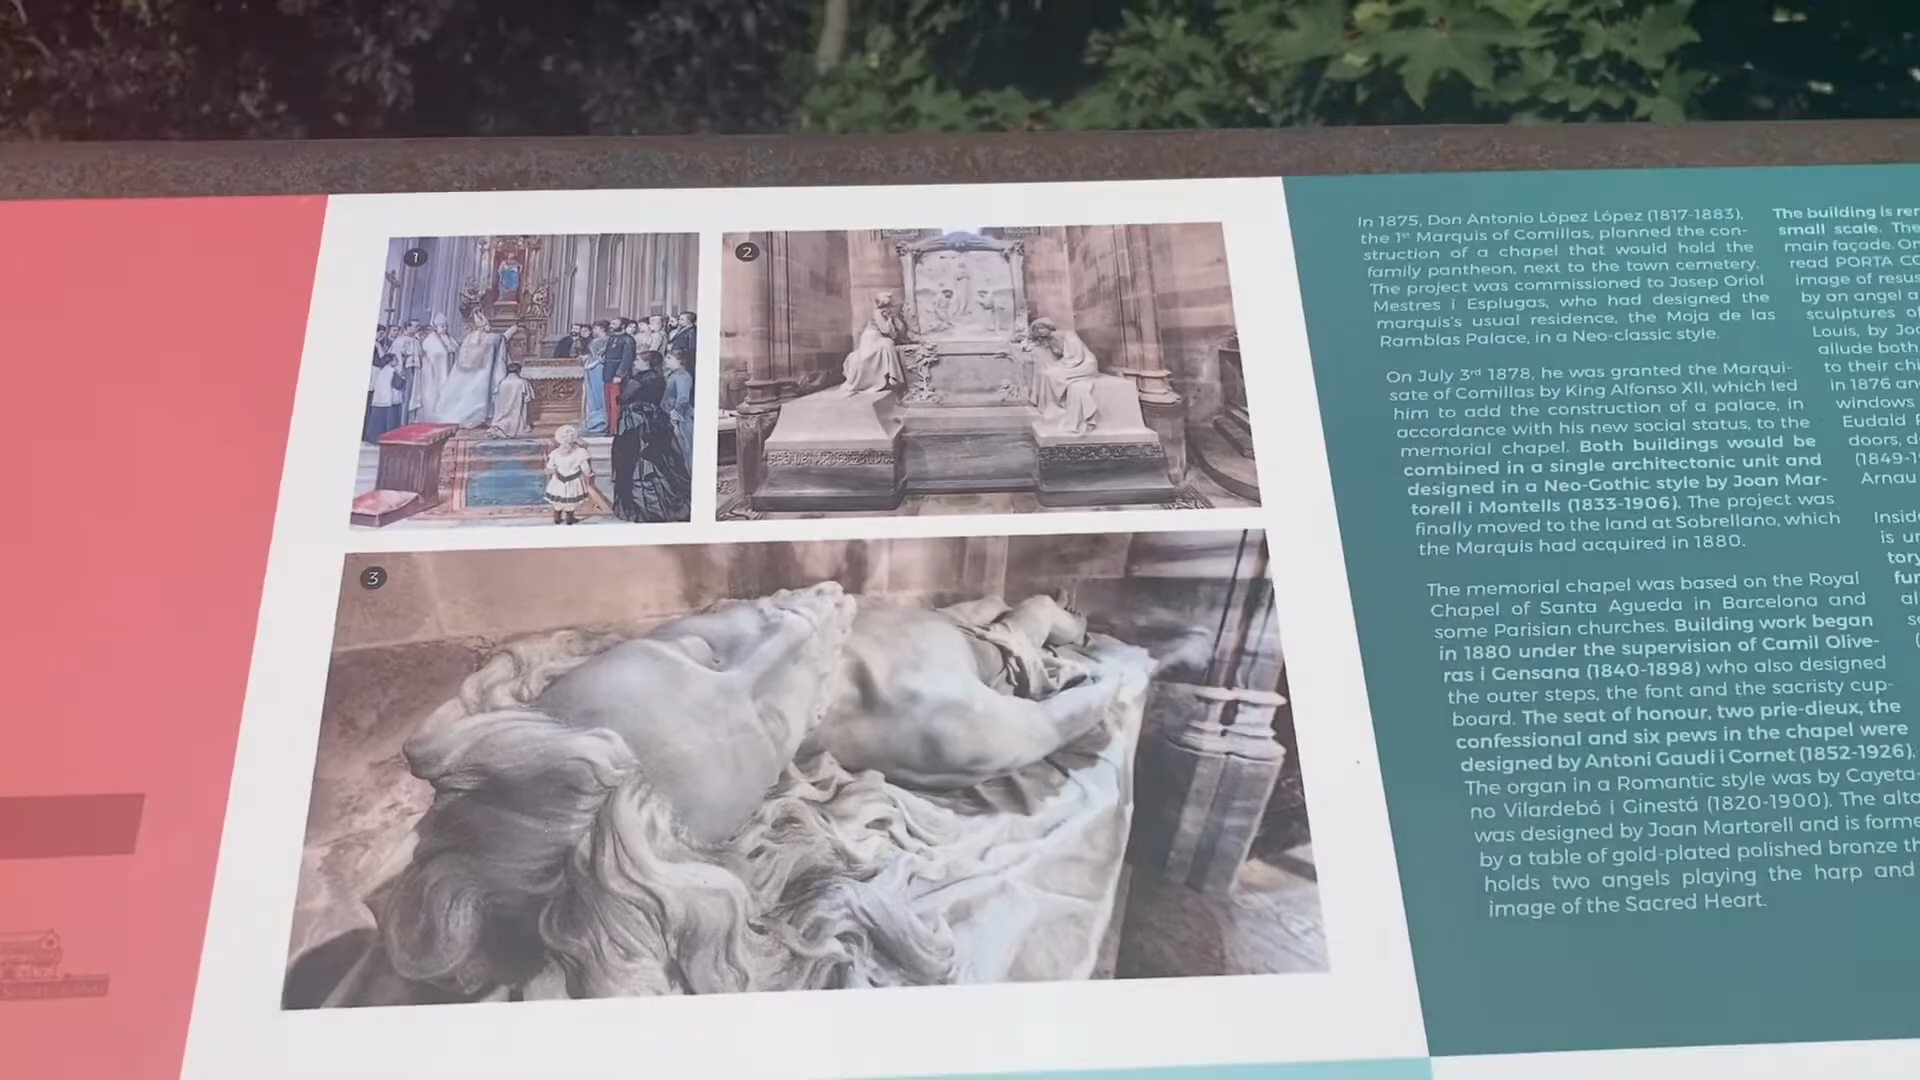 1
2
3
In 1875, Don Antonio López López (1817-1883),
the 1st Marquis of Comillas, planned the con-
struction of a chapel that would hold the
family pantheon, next to the town cemetery.
The project was commissioned to Josep Oriol
Mestres i Esplugas, who had designed the
marquis's usual residence, the Moja de las
Ramblas Palace, in a Neo-classic style.
On July 3rd 1878, he was granted the Marqui-
sate of Comillas by King Alfonso XII, which led
him to add the construction of a palace, in
accordance with his new social status, to the
memorial chapel. Both buildings would be
combined in a single architectonic unit and
designed in a Neo-Gothic style by Joan Mar-
torell i Montells (1833-1906). The project was
finally moved to the land at Sobrellano, which
the Marquis had acquired in 1880.
The memorial chapel was based on the Royal
Chapel of Santa Agueda in Barcelona and
some Parisian churches. Building work began
in 1880 under the supervision of Camil Olive-
ras i Gensana (1840-1898) who also designed
the outer steps, the font and the sacristy cup-
board. The seat of honour, two prie-dieux, the
confessional and six pews in the chapel were
designed by Antoni Gaudí i Cornet (1852-1926).
The organ in a Romantic style was by Cayeta-
no Vilardebó i Ginestá (1820-1900). The alta
was designed by Joan Martorell and is forme
by a table of gold-plated polished bronze th
holds two angels playing the harp and
image of the Sacred Heart.
The building is rer
small scale. The
main façade. On
read PORTA CO
image of resus
by an angel a
sculptures of
Louis, by Joa
allude both
to their chi
in 1876 an
windows
Eudald
doors, d
(1849-1
Arnau
Inside
is un
tory
fun
al